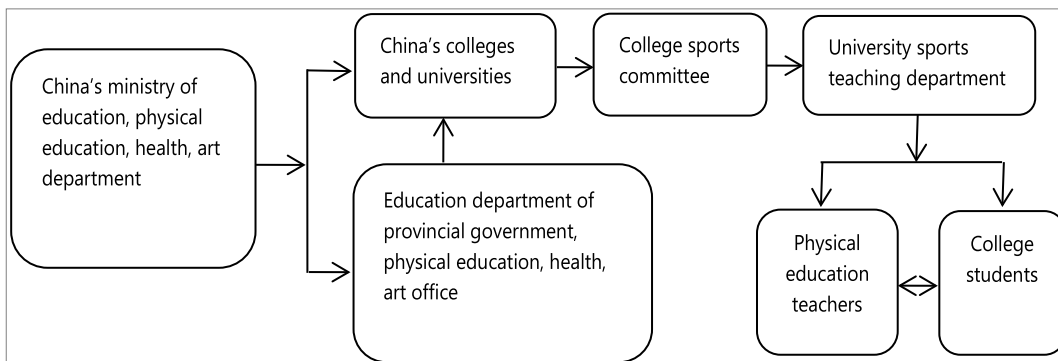 China's ministry of
education, physical
education, health, art
department
China's colleges
and universities
College sports
committee
University sports
teaching department
Education department of
provincial government,
physical education, health,
art office
Physical
education
teachers
College
students